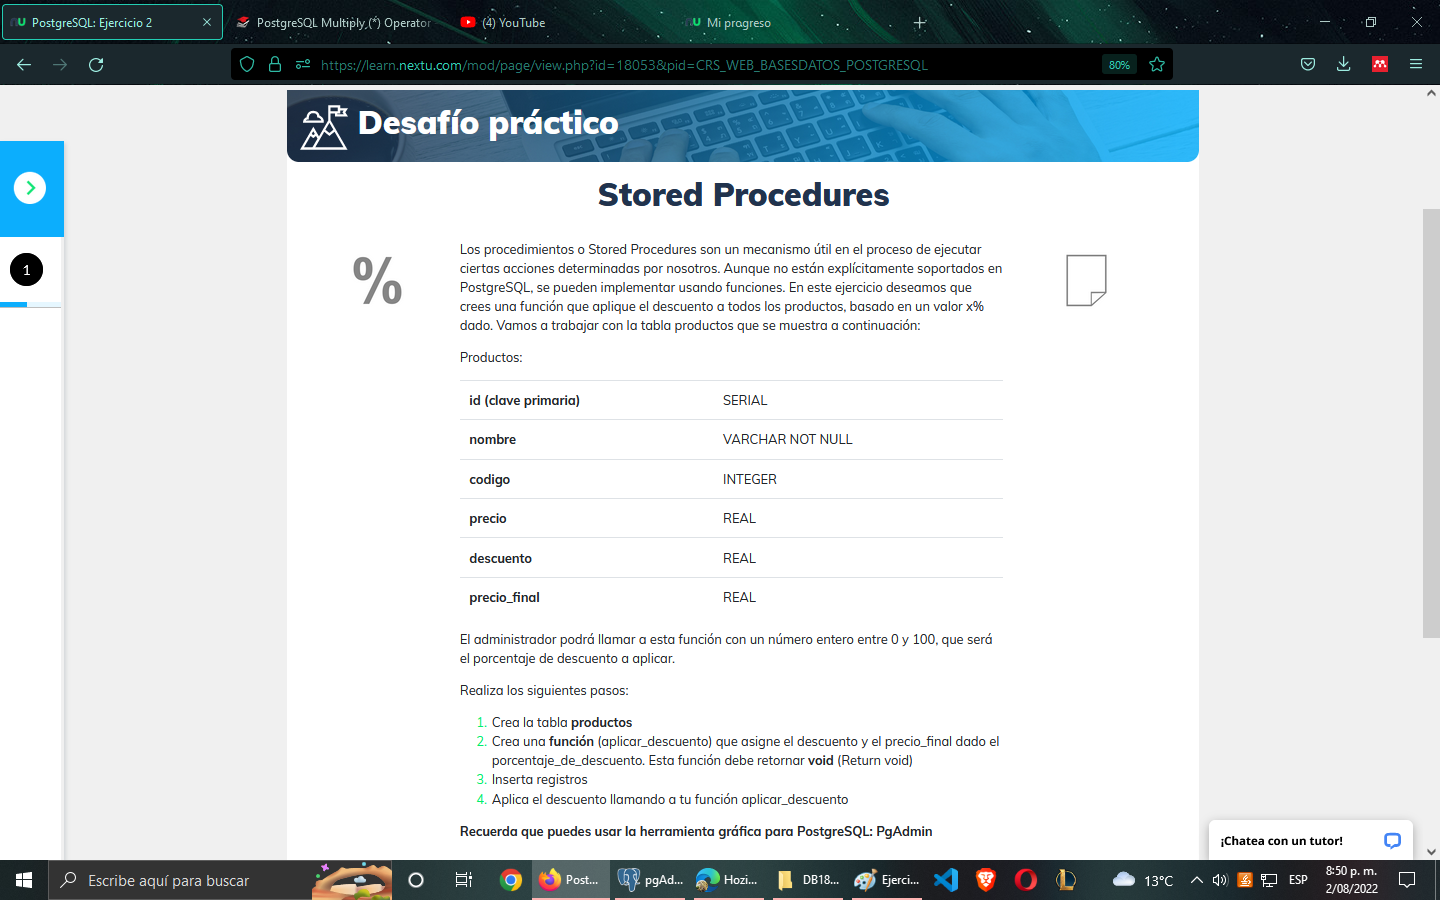 PostgreSQL: Ejercicio 2
PostgreSQL Multiply (*) Operator
(4) YouTube
Mi progreso
https://learn.nextu.com/mod/page/view.php?id=18053&pid=CRS_WEB_BASESDATOS_POSTGRESQL
80%
Desafío práctico
1
Stored Procedures
%
Los procedimientos o Stored Procedures son un mecanismo útil en el proceso de ejecutar
ciertas acciones determinadas por nosotros. Aunque no están explícitamente soportados en
PostgreSQL, se pueden implementar usando funciones. En este ejercicio deseamos que
crees una función que aplique el descuento a todos los productos, basado en un valor x%
dado. Vamos a trabajar con la tabla productos que se muestra a continuación:
Productos:
id (clave primaria) SERIAL
nombre VARCHAR NOT NULL
codigo INTEGER
precio REAL
descuento REAL
precio_final REAL
El administrador podrá llamar a esta función con un número entero entre 0 y 100, que será
el porcentaje de descuento a aplicar.
Realiza los siguientes pasos:
1. Crea la tabla productos
2. Crea una función (aplicar_descuento) que asigne el descuento y el precio_final dado el
porcentaje_de_descuento. Esta función debe retornar void (Return void)
3. Inserta registros
4. Aplica el descuento llamando a tu función aplicar_descuento
Recuerda que puedes usar la herramienta gráfica para PostgreSQL: PgAdmin
¡Chatea con un tutor!
Escribe aquí para buscar
Post...
pgAd...
Hozi...
DB18...
Ejerci...
13°C
ESP
8:50 p. m.
2/08/2022